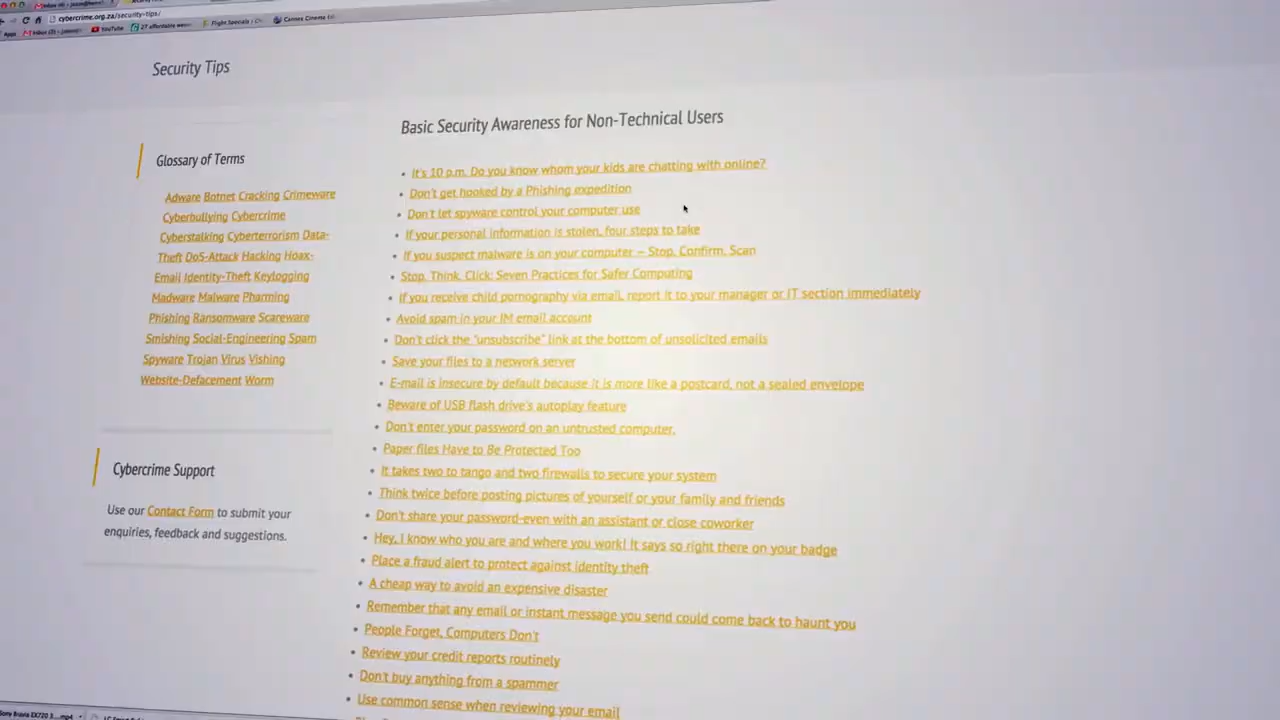 cybercrime.org.za/security-tips/
Apps
YouTube
27 affordable
Flight Specials
Cannes Cinema
Security Tips
Glossary of Terms
Adware Botnet Cracking Crimeware
Cyberbullying Cybercrime
Cyberstalking Cyberterrorism Data-
Theft DoS-Attack Hacking Hoax-
Email Identity-Theft Keylogging
Madware Malware Pharming
Phishing Ransomware Scareware
Smishing Social-Engineering Spam
Spyware Trojan Virus Vishing
Website-Defacement Worm
Cybercrime Support
Use our Contact Form to submit your
enquiries, feedback and suggestions.
Basic Security Awareness for Non-Technical Users
It's 10 p.m. Do you know whom your kids are chatting with online?
Don't get hooked by a Phishing expedition
Don't let spyware control your computer use
If your personal information is stolen, four steps to take
If you suspect malware is on your computer – Stop, Confirm, Scan
Stop, Think, Click: Seven Practices for Safer Computing
If you receive child pornography via email, report it to your manager or IT section immediately
Avoid spam in your IM email account
Don't click the "unsubscribe" link at the bottom of unsolicited emails
Save your files to a network server
E-mail is insecure by default because it is more like a postcard, not a sealed envelope
Beware of USB flash drive's autoplay feature
Don't enter your password on an untrusted computer.
Paper files Have to Be Protected Too
It takes two to tango and two firewalls to secure your system
Think twice before posting pictures of yourself or your family and friends
Don't share your password-even with an assistant or close coworker
Hey, I know who you are and where you work! It says so right there on your badge
Place a fraud alert to protect against identity theft
A cheap way to avoid an expensive disaster
Remember that any email or instant message you send could come back to haunt you
People Forget, Computers Don't
Review your credit reports routinely
Don't buy anything from a spammer
Use common sense when reviewing your email
Sony Bravia EX720 3....mp4